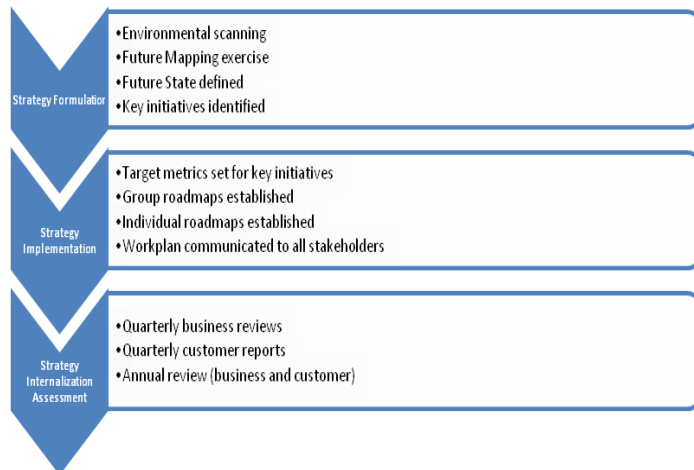 Strategy Formulation
•Environmental scanning
•Future Mapping exercise
•Future State defined
•Key initiatives identified
Strategy
Implementation
•Target metrics set for key initiatives
•Group roadmaps established
•Individual roadmaps established
•Workplan communicated to all stakeholders
Strategy
Internalization
Assessment
•Quarterly business reviews
•Quarterly customer reports
•Annual review (business and customer)